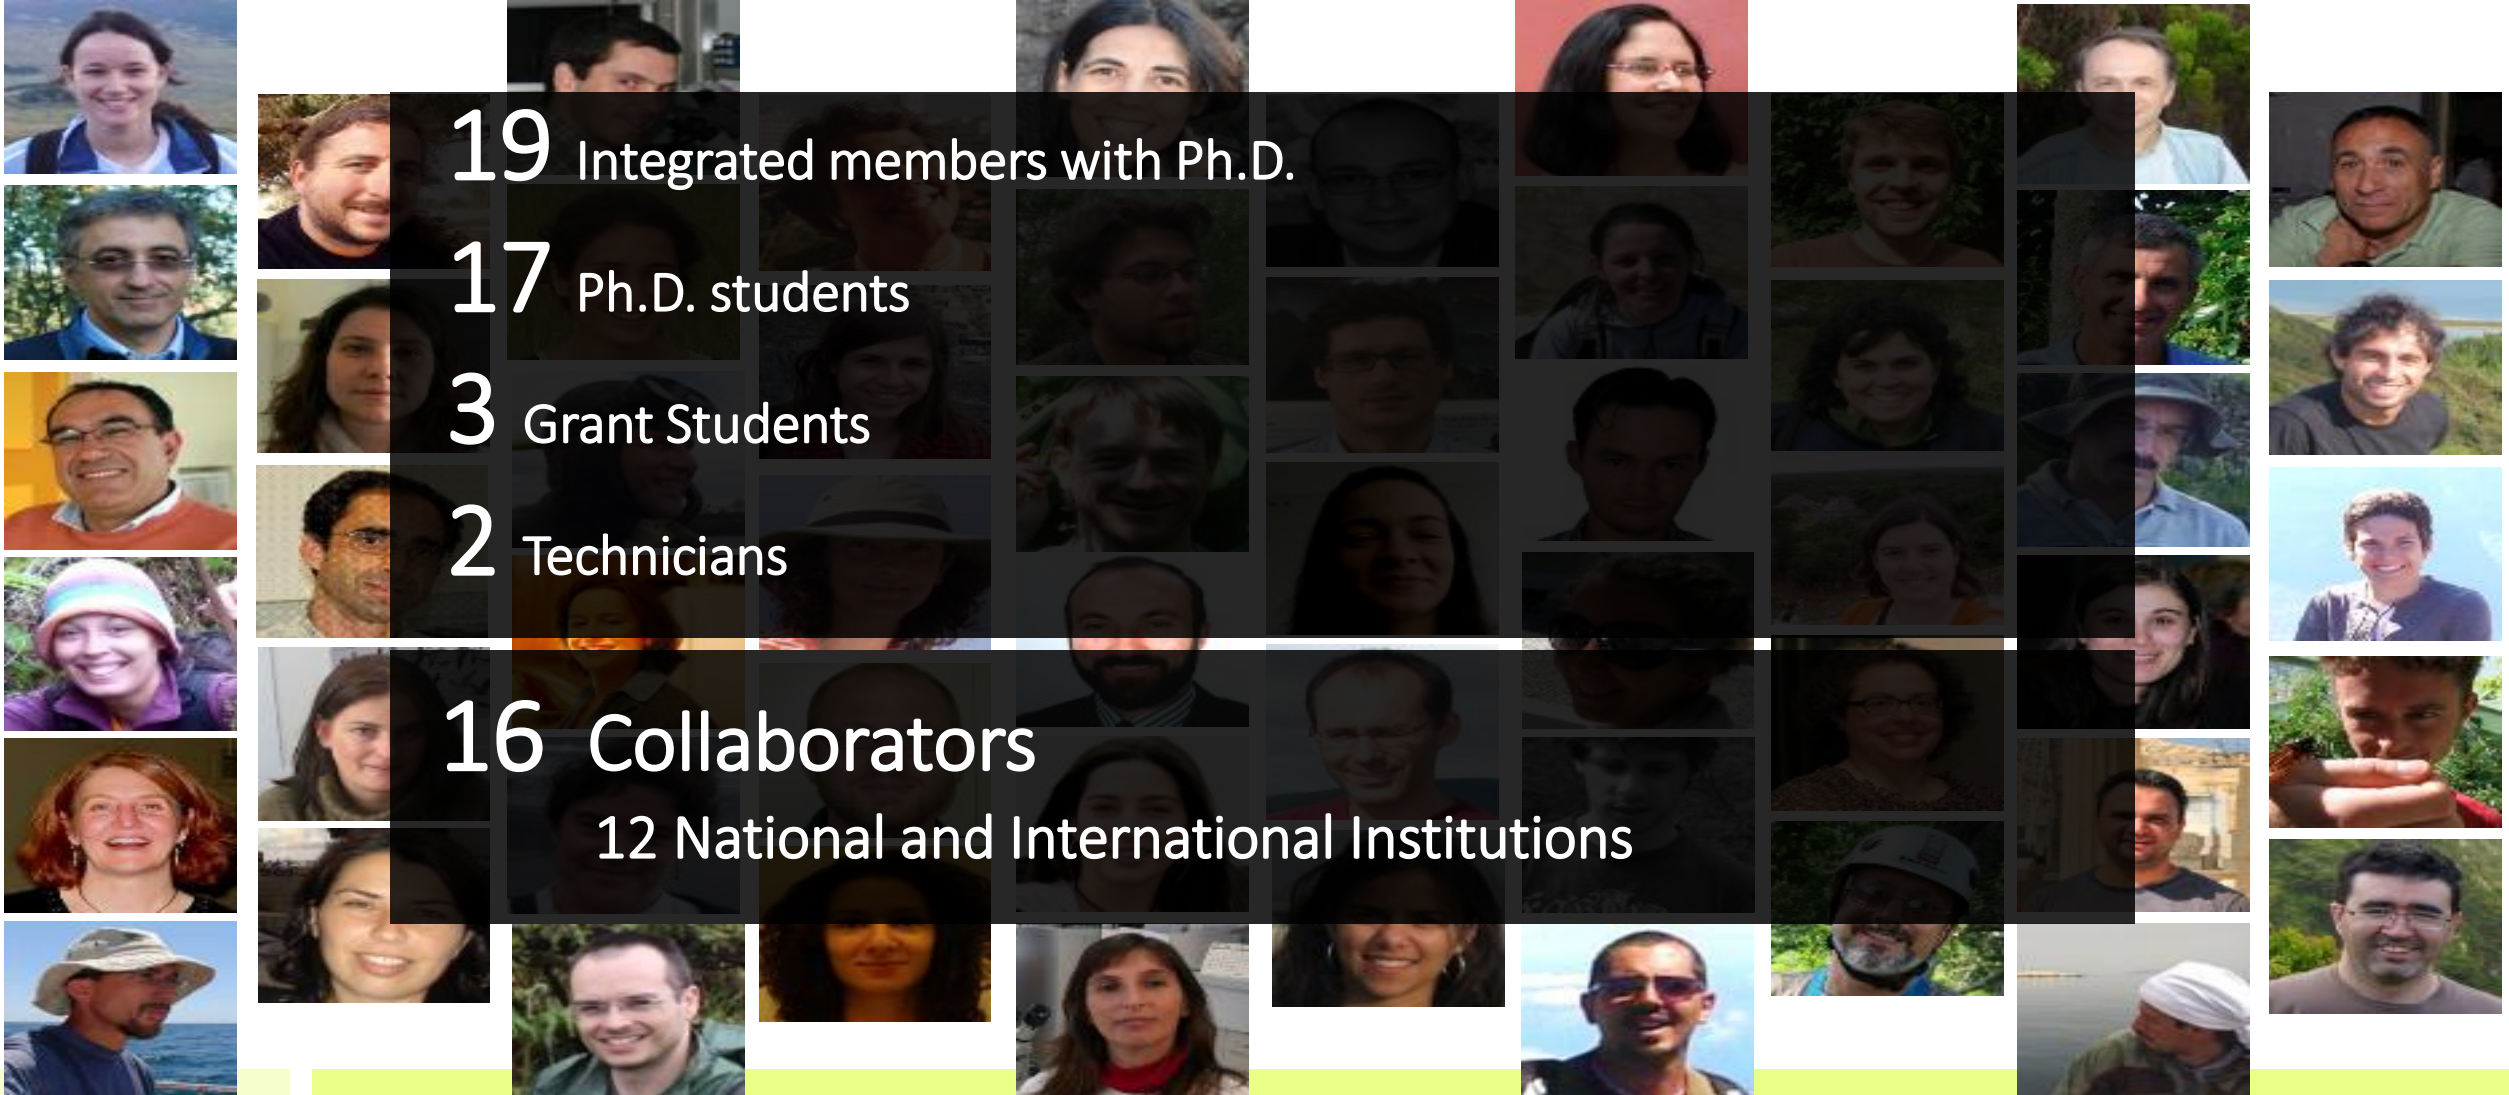 19 Integrated members with Ph.D.
17 Ph.D. students
3 Grant Students
2 Technicians
16 Collaborators
12 National and International Institutions